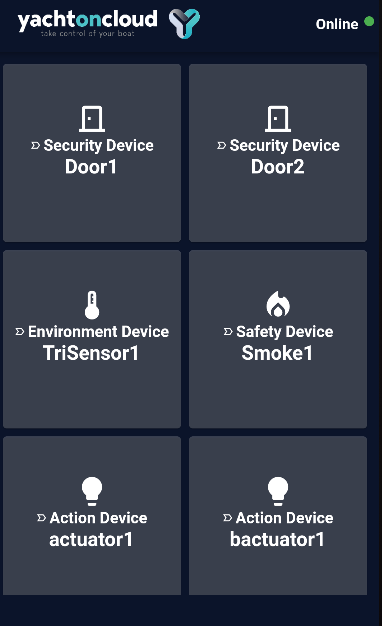 yachtoncloud
take control of your boat
Online
Security Device
Door1
Security Device
Door2
Environment Device
TriSensor1
Safety Device
Smoke1
Action Device
actuator1
Action Device
bactuator1